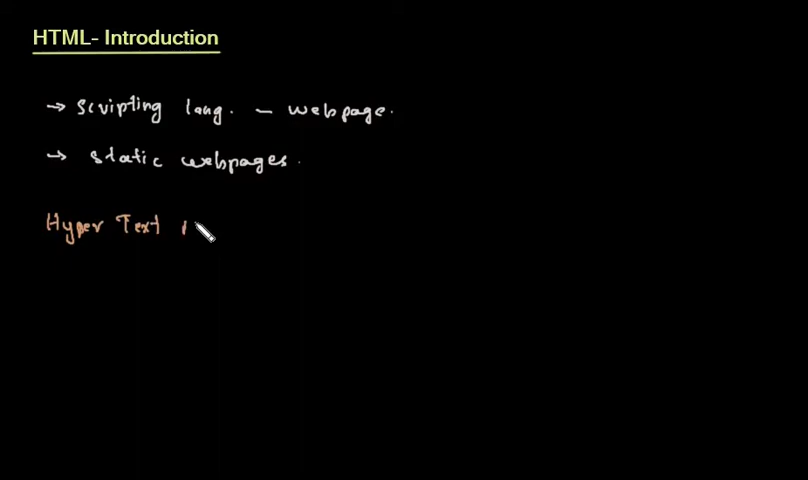 HTML- Introduction
→ Scripting lang. - webpage.
→ static webpages.
Hyper Text